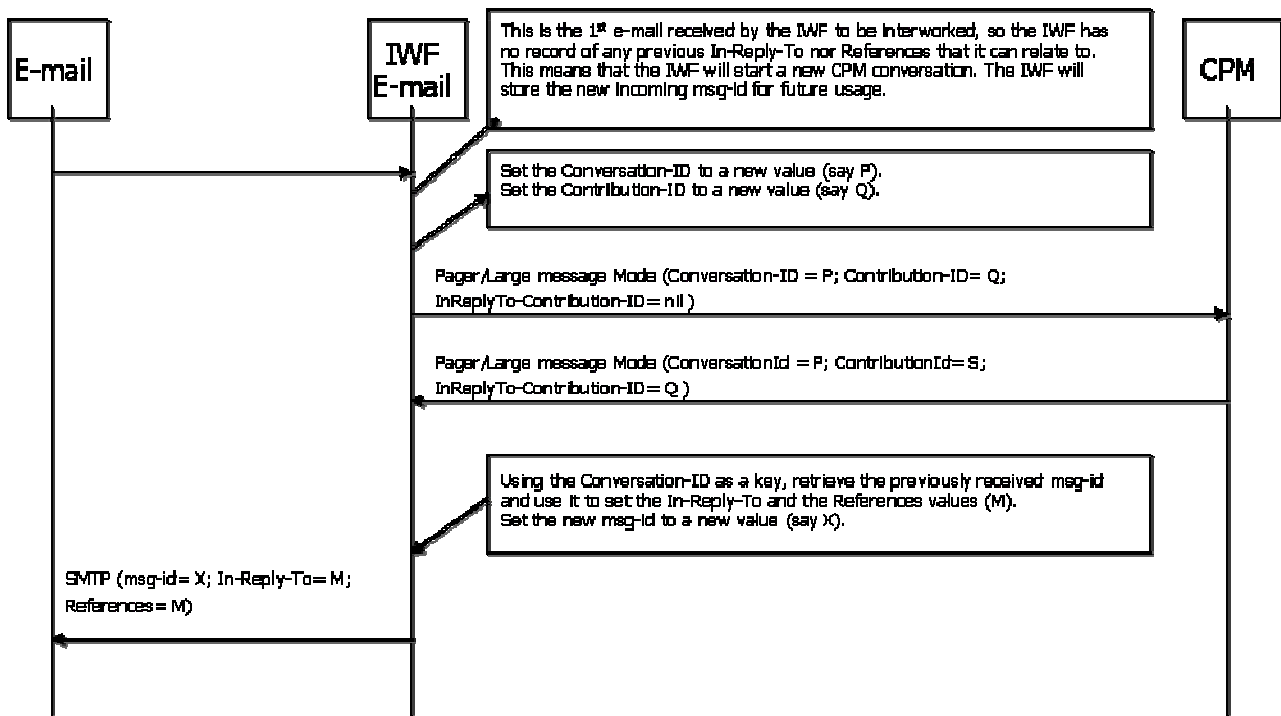 E-mail
IWF
E-mail
This is the 1st e-mail received by the IWF to be interworked, so the IWF has
no record of any previous In-Reply-To nor References that it can relate to.
This means that the IWF will start a new CPM conversation. The IWF will
store the new incoming msg-id for future usage.
CPM
Set the Conversation-ID to a new value (say P).
Set the Contribution-ID to a new value (say Q).
Pager/Large message Mode (Conversation-ID = P; Contribution-ID= Q;
InReplyTo-Contribution-ID= nil )
Pager/Large message Mode (ConversationId = P; ContributionId= S;
InReplyTo-Contribution-ID= Q )
Using the Conversation-ID as a key, retrieve the previously received msg-id
and use it to set the In-Reply-To and the References values (M).
Set the new msg-id to a new value (say X).
SMTP (msg-id= X; In-Reply-To= M;
References= M)